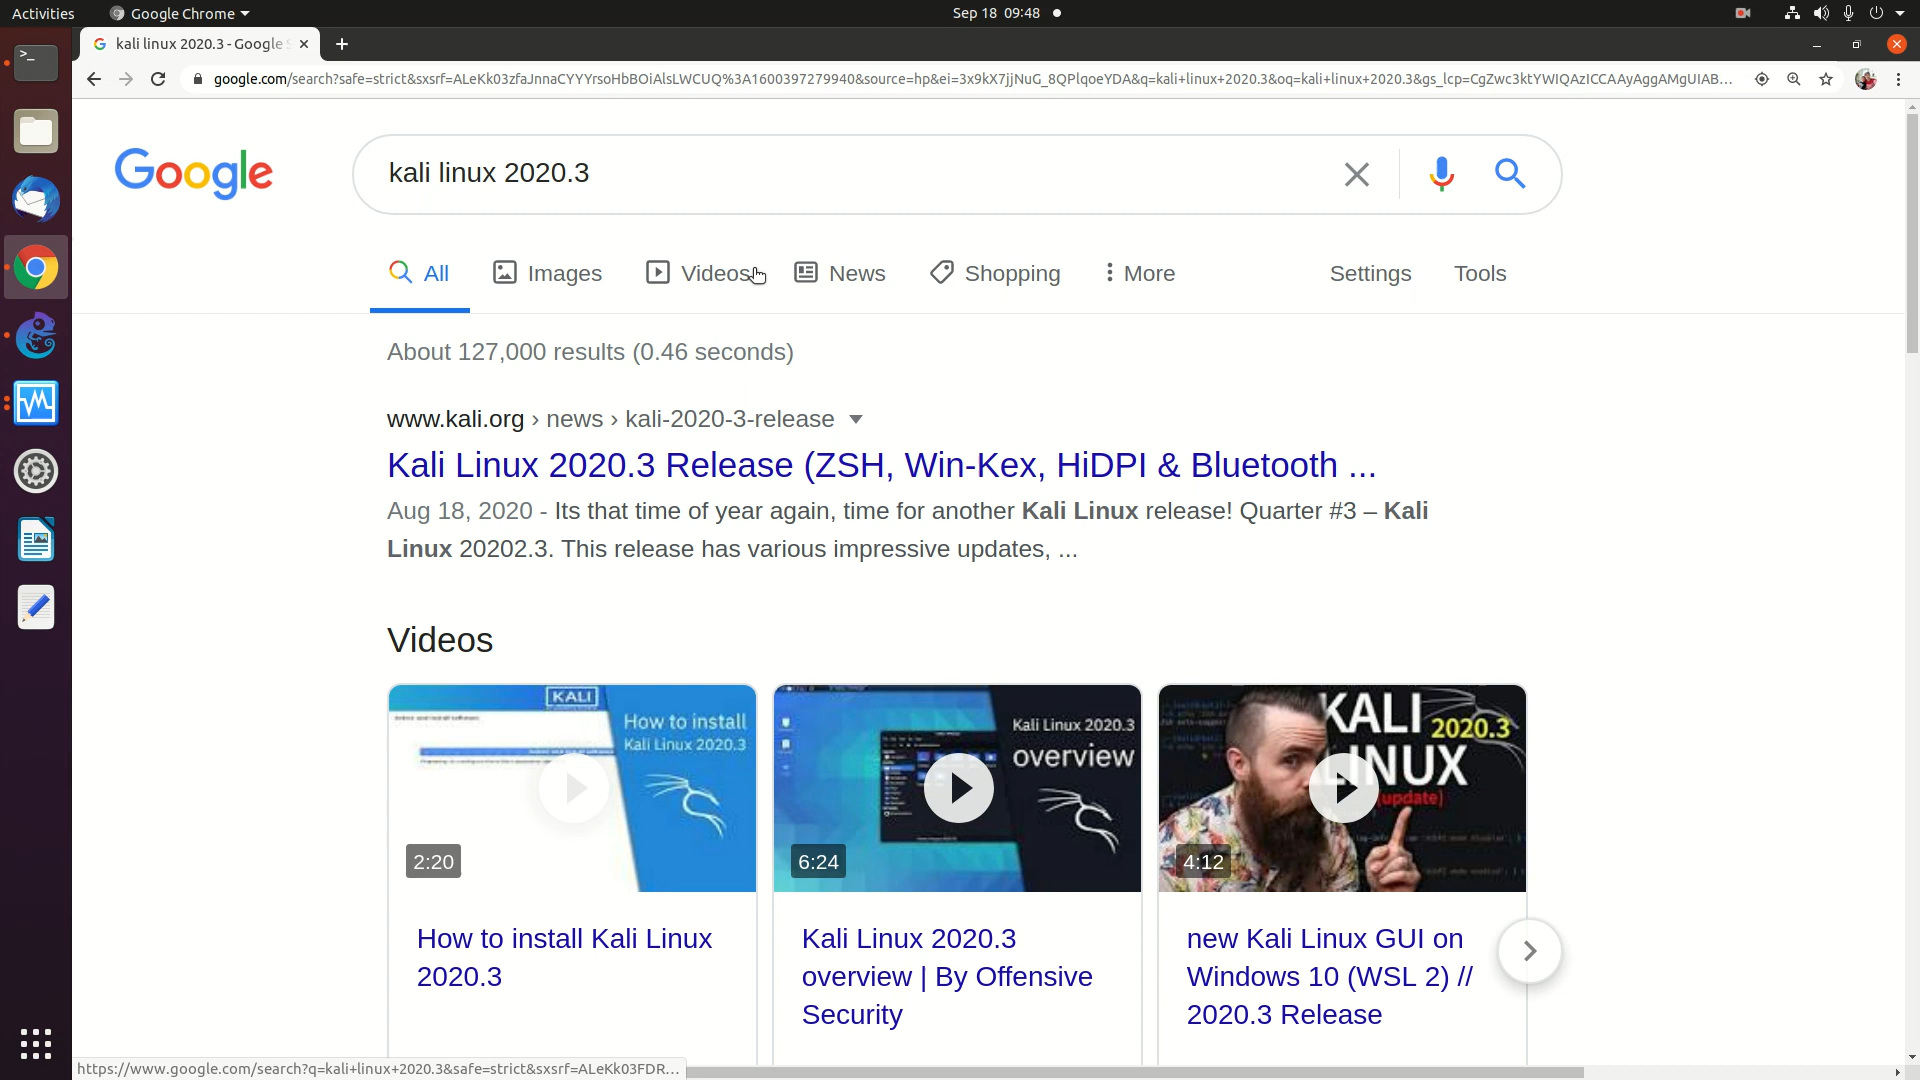 Activities
Google Chrome
Sep 18 09:48
kali linux 2020.3 - Google
google.com/search?safe=strict&sxsrf=ALeKk03zfaJnnaCYYYrsoHbBOiAlsLWCUQ%3A1600397279940&source=hp&ei=3x9kX7jjNuG_8QPlqoeYDA&q=kali+linux+2020.3&oq=kali+linux+2020.3&gs_lcp=CgZwc3ktYWIQAzICCAAyAggAMgUIAB...
Google
kali linux 2020.3
All
Images
Videos
News
Shopping
More
Settings
Tools
About 127,000 results (0.46 seconds)
www.kali.org › news › kali-2020-3-release
Kali Linux 2020.3 Release (ZSH, Win-Kex, HiDPI & Bluetooth ...
Aug 18, 2020 - Its that time of year again, time for another Kali Linux release! Quarter #3 – Kali
Linux 20202.3. This release has various impressive updates, ...
Videos
KALI
How to install
Kali Linux 2020.3
2:20
Kali Linux 2020.3
overview
6:24
KALI 2020.3
LINUX
(update)
4:12
How to install Kali Linux
2020.3
Kali Linux 2020.3
overview | By Offensive
Security
new Kali Linux GUI on
Windows 10 (WSL 2) //
2020.3 Release
https://www.google.com/search?q=kali+linux+2020.3&safe=strict&sxsrf=ALeKk03FDR...